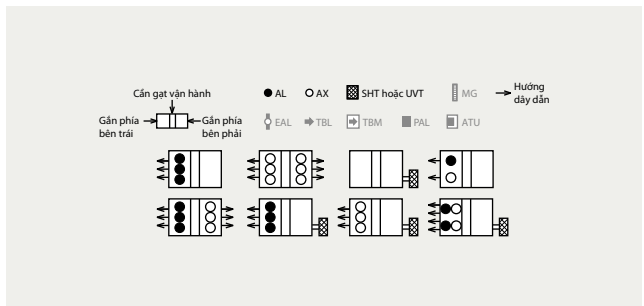 Cần gạt vận hành
Gắn phía bên trái
Gắn phía bên phải
AL
AX
SHT hoặc UVT
MG
Hướng dây dẫn
EAL
TBL
TBM
PAL
ATU